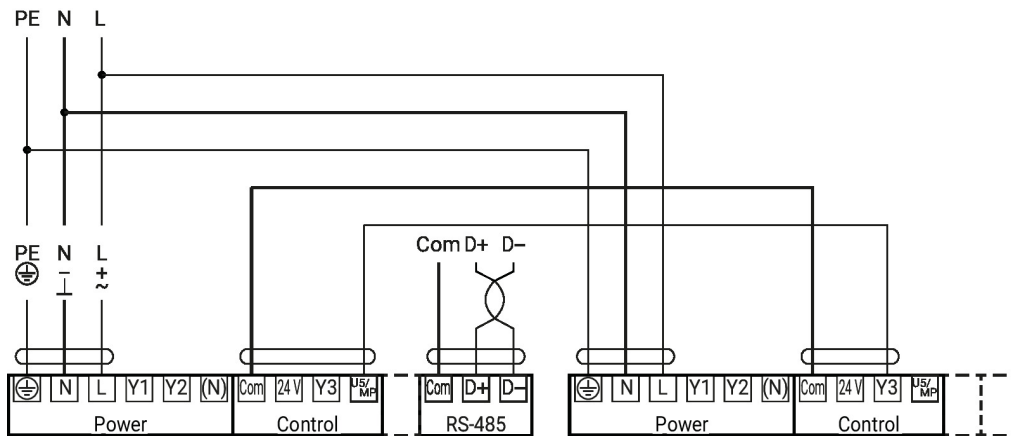 PE N L
Com D+ D−
PE N L
− +
~
N L Y1 Y2 (N) Com 24 V Y3 U5/MP Com D+ D− N L Y1 Y2 (N) Com 24 V Y3 U5/MP
Power Control RS-485 Power Control